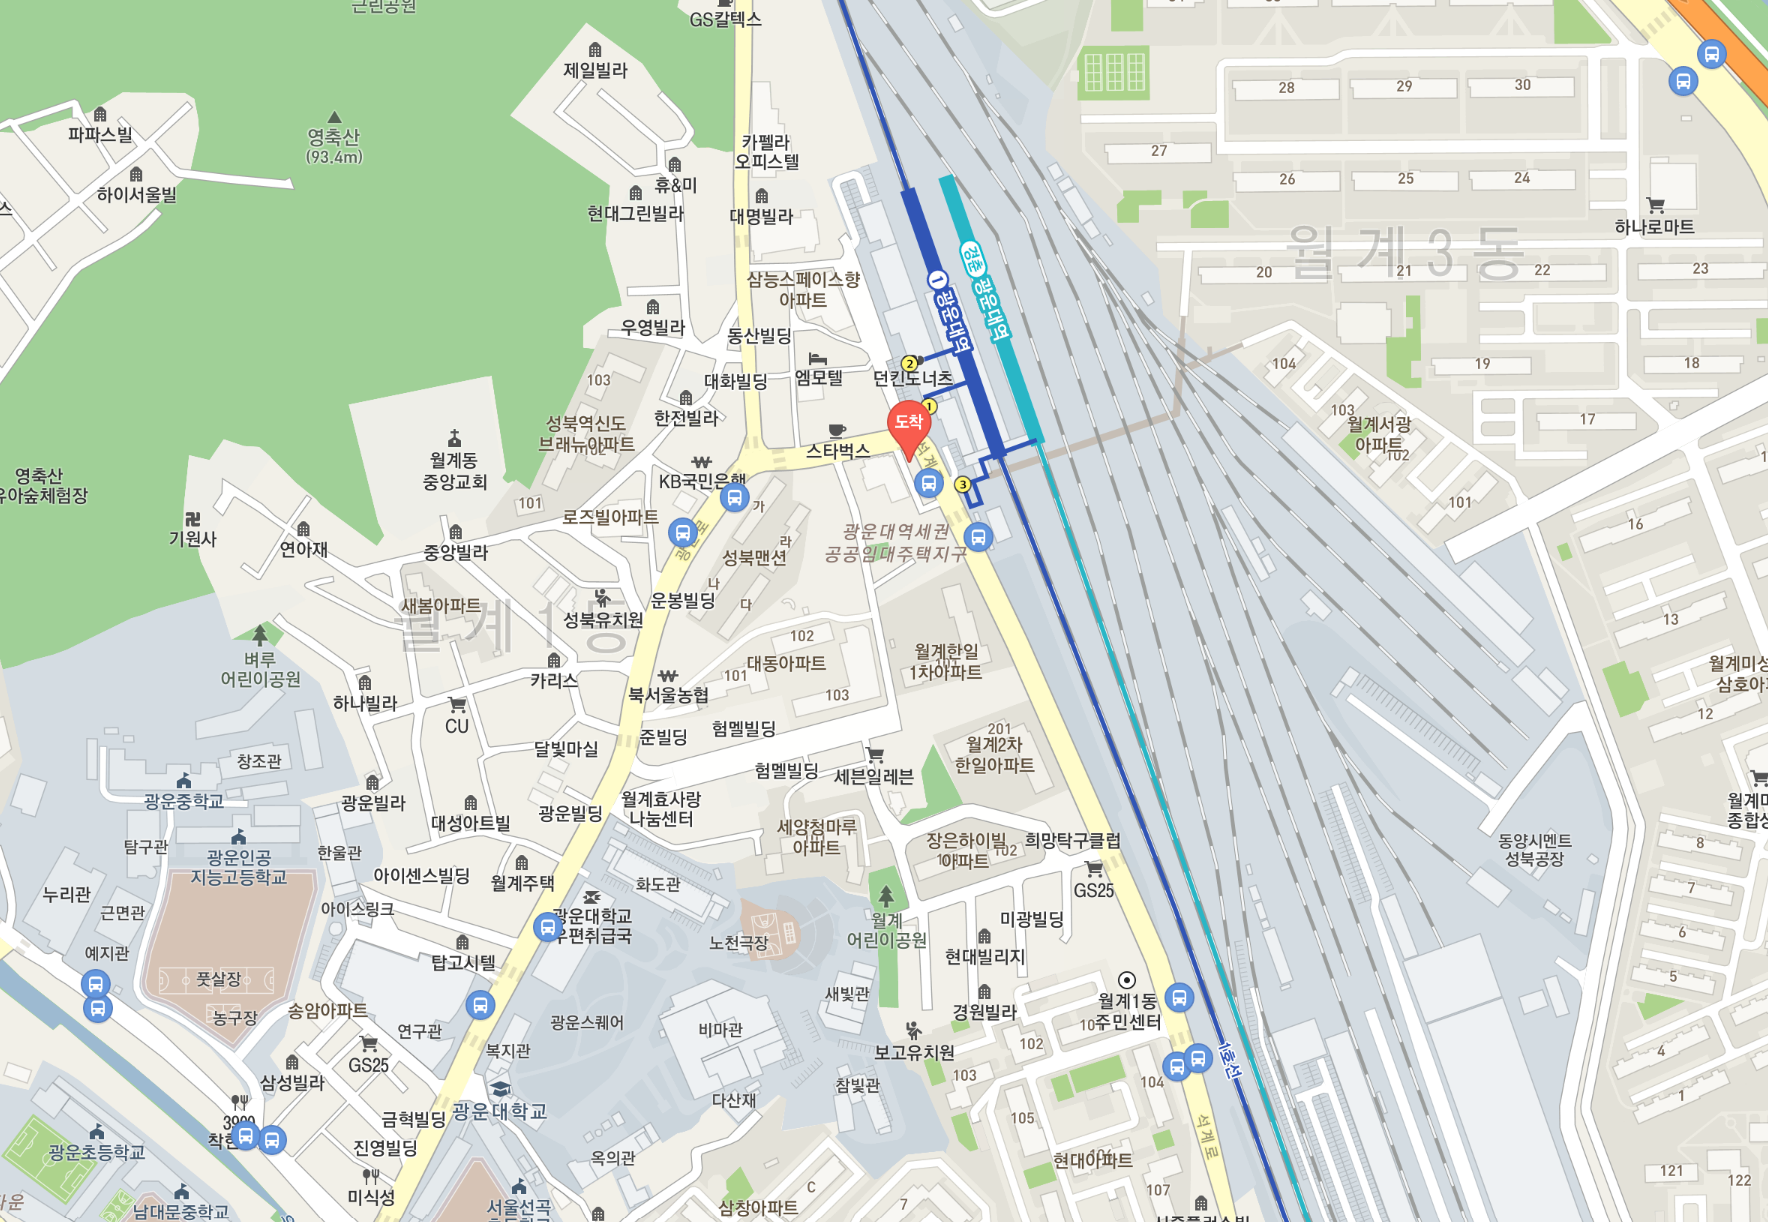 근린공원
GS칼텍스
제일빌라
파파스빌
영축산
(93.4m)
하이서울빌
카펠라
오피스텔
휴&미
현대그린빌라
대명빌라
28
29
30
27
26
25
24
하나로마트
월계3동
20
21
22
23
삼능스페이스향
아파트
1 광운대역
경춘 광운대역
우영빌라
동산빌딩
2
던킨도너츠
엠모텔
대화빌딩
103
한전빌라
1
도착
석계로
19
18
17
104
103
월계서광
아파트
102
101
성북역신도
브래뉴아파트
102
101
스타벅스
월계동
중앙교회
KB국민은행
3
영축산
유아숲체험장
기원사
연아재
중앙빌라
로즈빌아파트
가
라
나
다
성북맨션
광운대역세권
공공임대주택지구
16
새봄아파트
월계1동
성북유치원
운봉빌딩
102
대동아파트
101
103
월계한일
1차아파트
13
월계미성
삼호아파
12
벼루
어린이공원
카리스
하나빌라
CU
북서울농협
준빌딩
험멜빌딩
험멜빌딩
달빛마실
세븐일레븐
201
월계2차
한일아파트
창조관
광운중학교
광운빌라
대성아트빌
광운빌딩
월계효사랑
나눔센터
세양청마루
아파트
101
장은하이빌
아파트
102
희망탁구클럽
GS25
동양시멘트
성북공장
월계미
종합상
8
7
6
5
4
1
탐구관
광운인공
지능고등학교
한울관
누리관
근면관
아이센스빌딩
아이스링크
월계주택
화도관
광운대학교
우편취급국
노천극장
월계
어린이공원
미광빌딩
현대빌리지
예지관
탑고시텔
풋살장
농구장
송암아파트
연구관
새빛관
경원빌라
월계1동
주민센터
GS25
광운스퀘어
비마관
복지관
보고유치원
102
103
104
105
1호선
삼성빌라
참빛관
다산재
광운대학교
금혁빌딩
진영빌딩
광운초등학교
미식성
옥의관
현대아파트
107
석계로
121
122
남대문중학교
서울선곡
삼창아파트
C
7